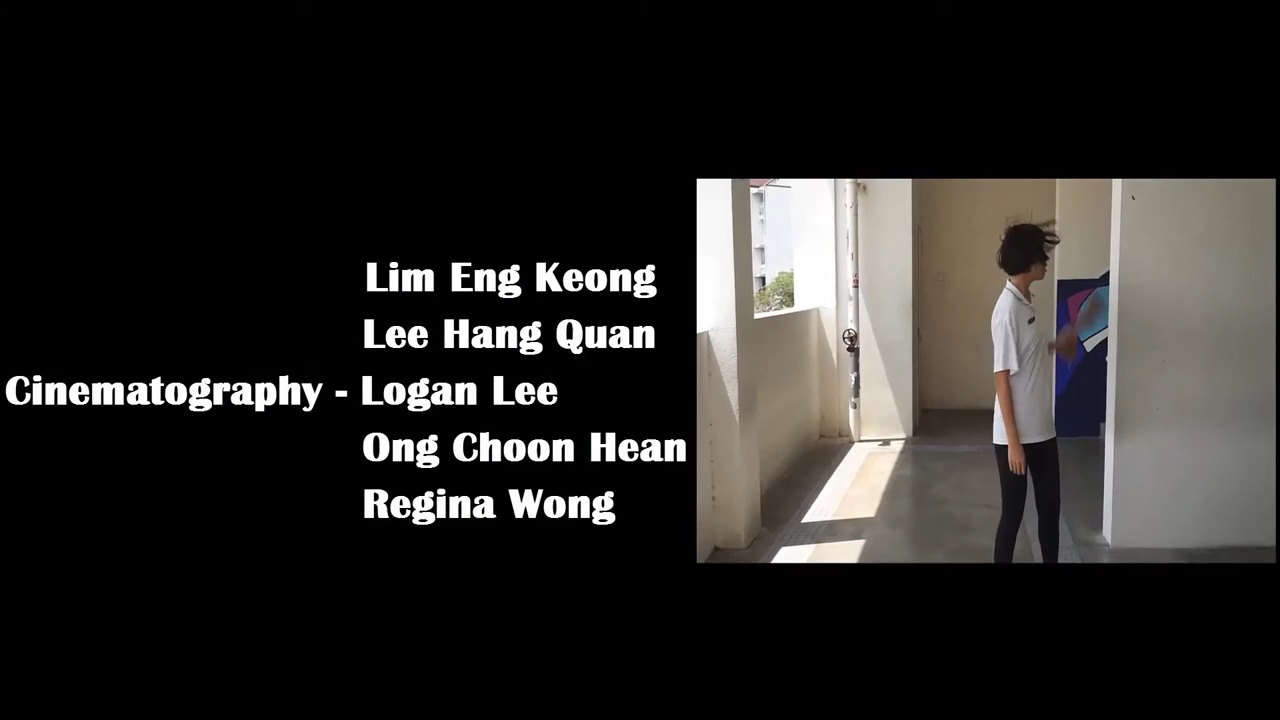 Lim Eng Keong
Lee Hang Quan
Cinematography - Logan Lee
Ong Choon Hean
Regina Wong